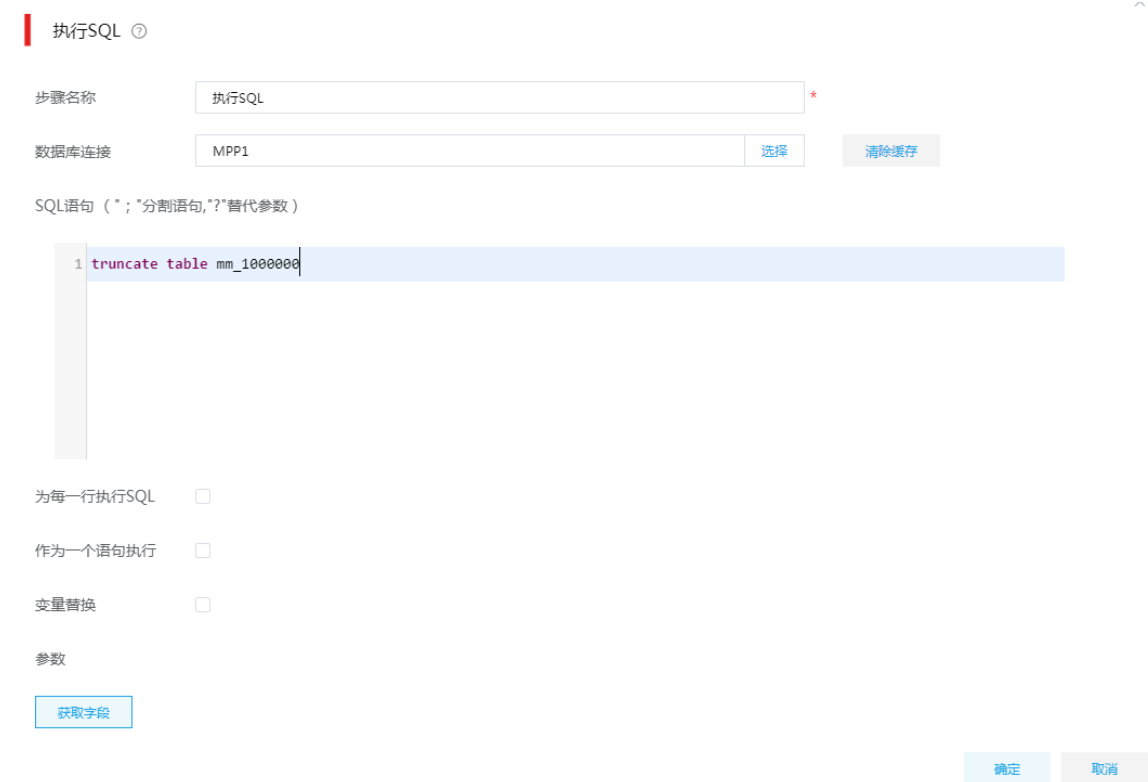 执行SQL ?
步骤名称 执行SQL *
数据库连接 MPP1 选择 清除缓存
SQL语句 ( " ; "分割语句,"?"替代参数 )
1 truncate table mm_1000000
为每一行执行SQL
作为一个语句执行
变量替换
参数
获取字段
确定 取消